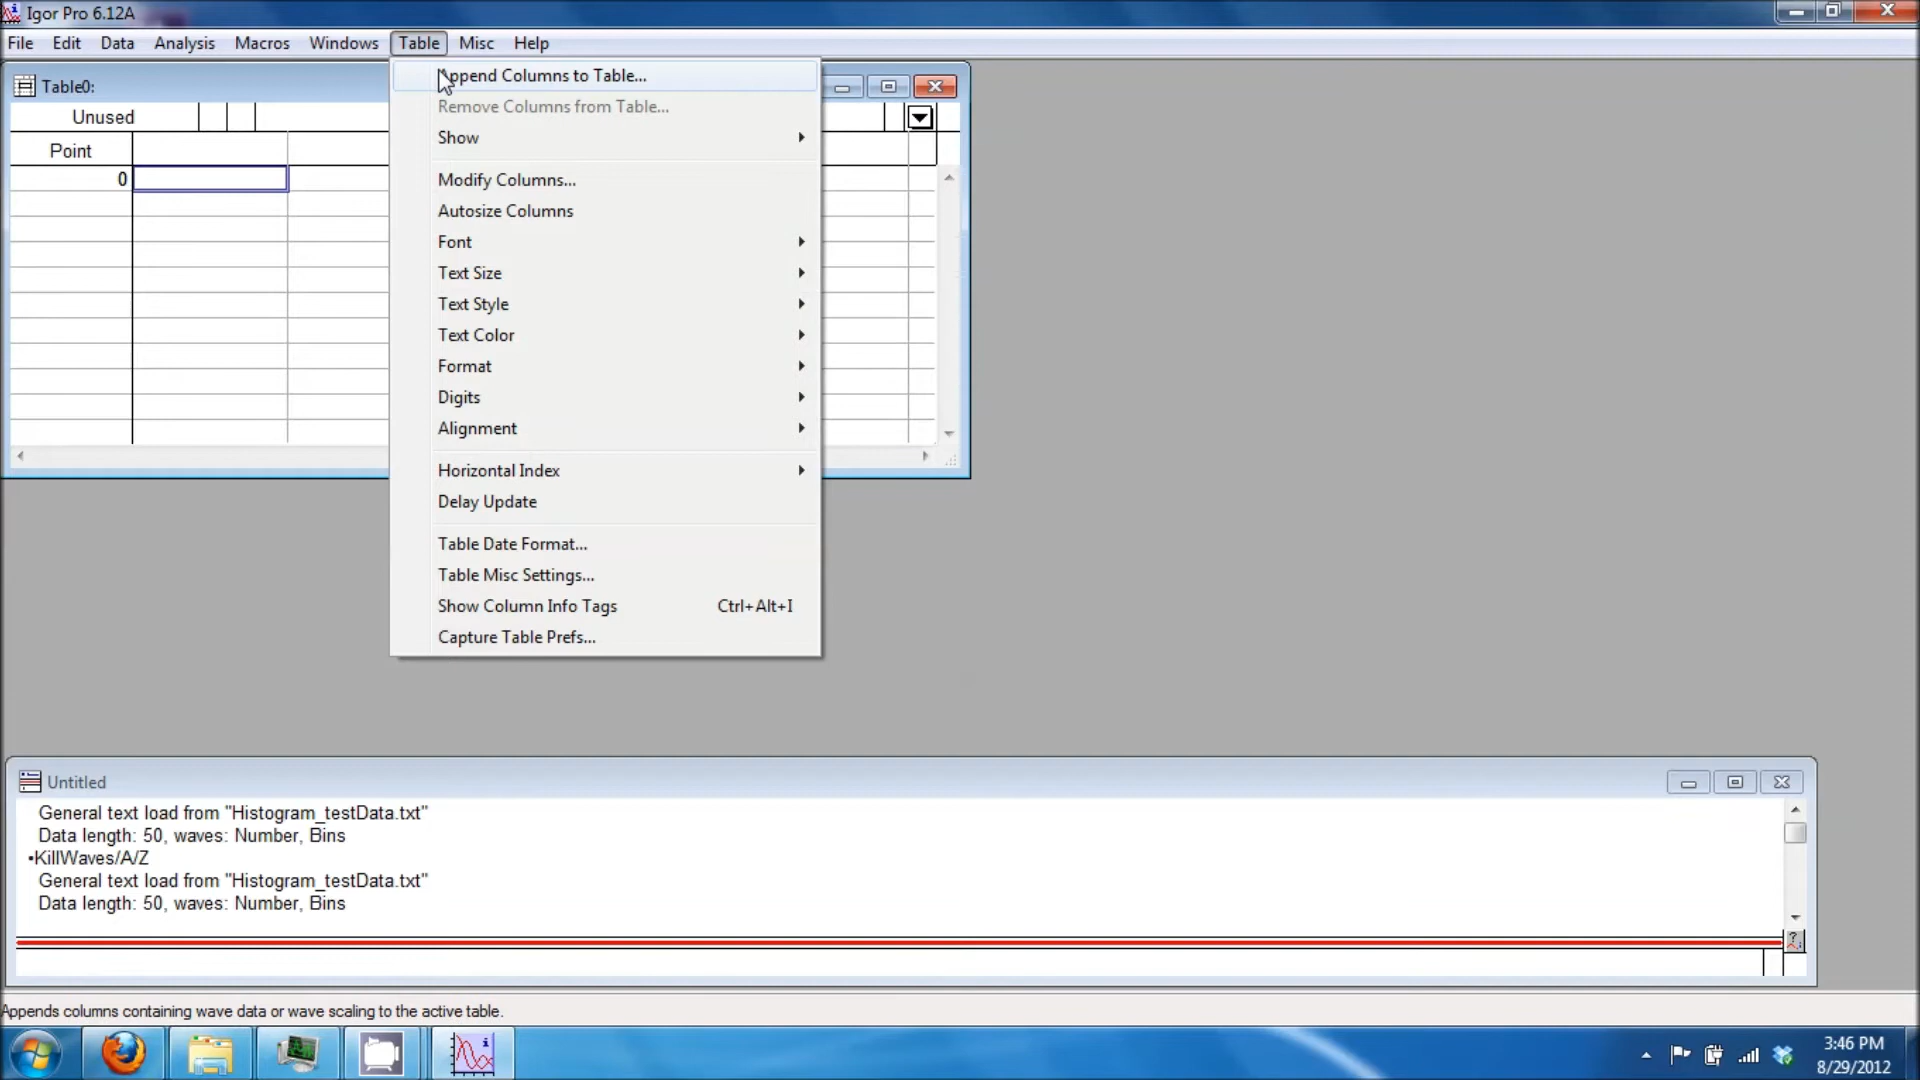 Igor Pro 6.12A
File Edit Data Analysis Macros Windows Table Misc Help
Table0:
Unused
Point
0
Append Columns to Table...
Remove Columns from Table...
Show
Modify Columns...
Autosize Columns
Font
Text Size
Text Style
Text Color
Format
Digits
Alignment
Horizontal Index
Delay Update
Table Date Format...
Table Misc Settings...
Show Column Info Tags Ctrl+Alt+I
Capture Table Prefs...
Untitled
General text load from "Histogram_testData.txt"
Data length: 50, waves: Number, Bins
•KillWaves/A/Z
General text load from "Histogram_testData.txt"
Data length: 50, waves: Number, Bins
Appends columns containing wave data or wave scaling to the active table.
3:46 PM
8/29/2012